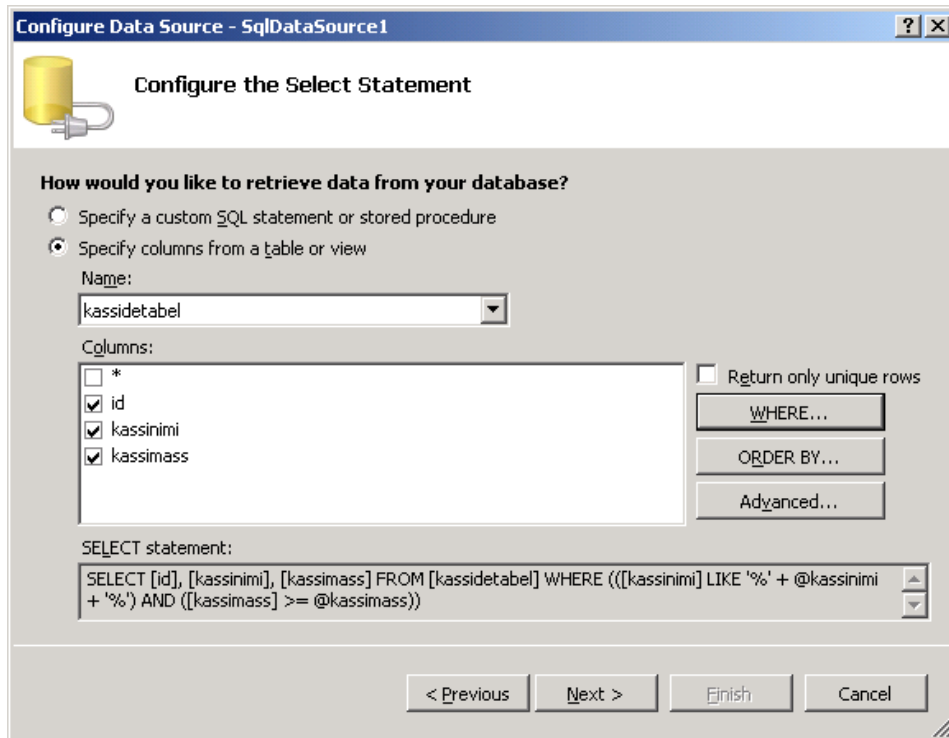 Configure Data Source - SqlDataSource1
Configure the Select Statement
How would you like to retrieve data from your database?
Specify a custom SQL statement or stored procedure
Specify columns from a table or view
Name:
kassidetabel
Columns:
*
id
kassinimi
kassimass
Return only unique rows
WHERE...
ORDER BY...
Advanced...
SELECT statement:
SELECT [id], [kassinimi], [kassimass] FROM [kassidetabel] WHERE (([kassinimi] LIKE '%' + @kassinimi
+ '%') AND ([kassimass] >= @kassimass))
< Previous
Next >
Finish
Cancel